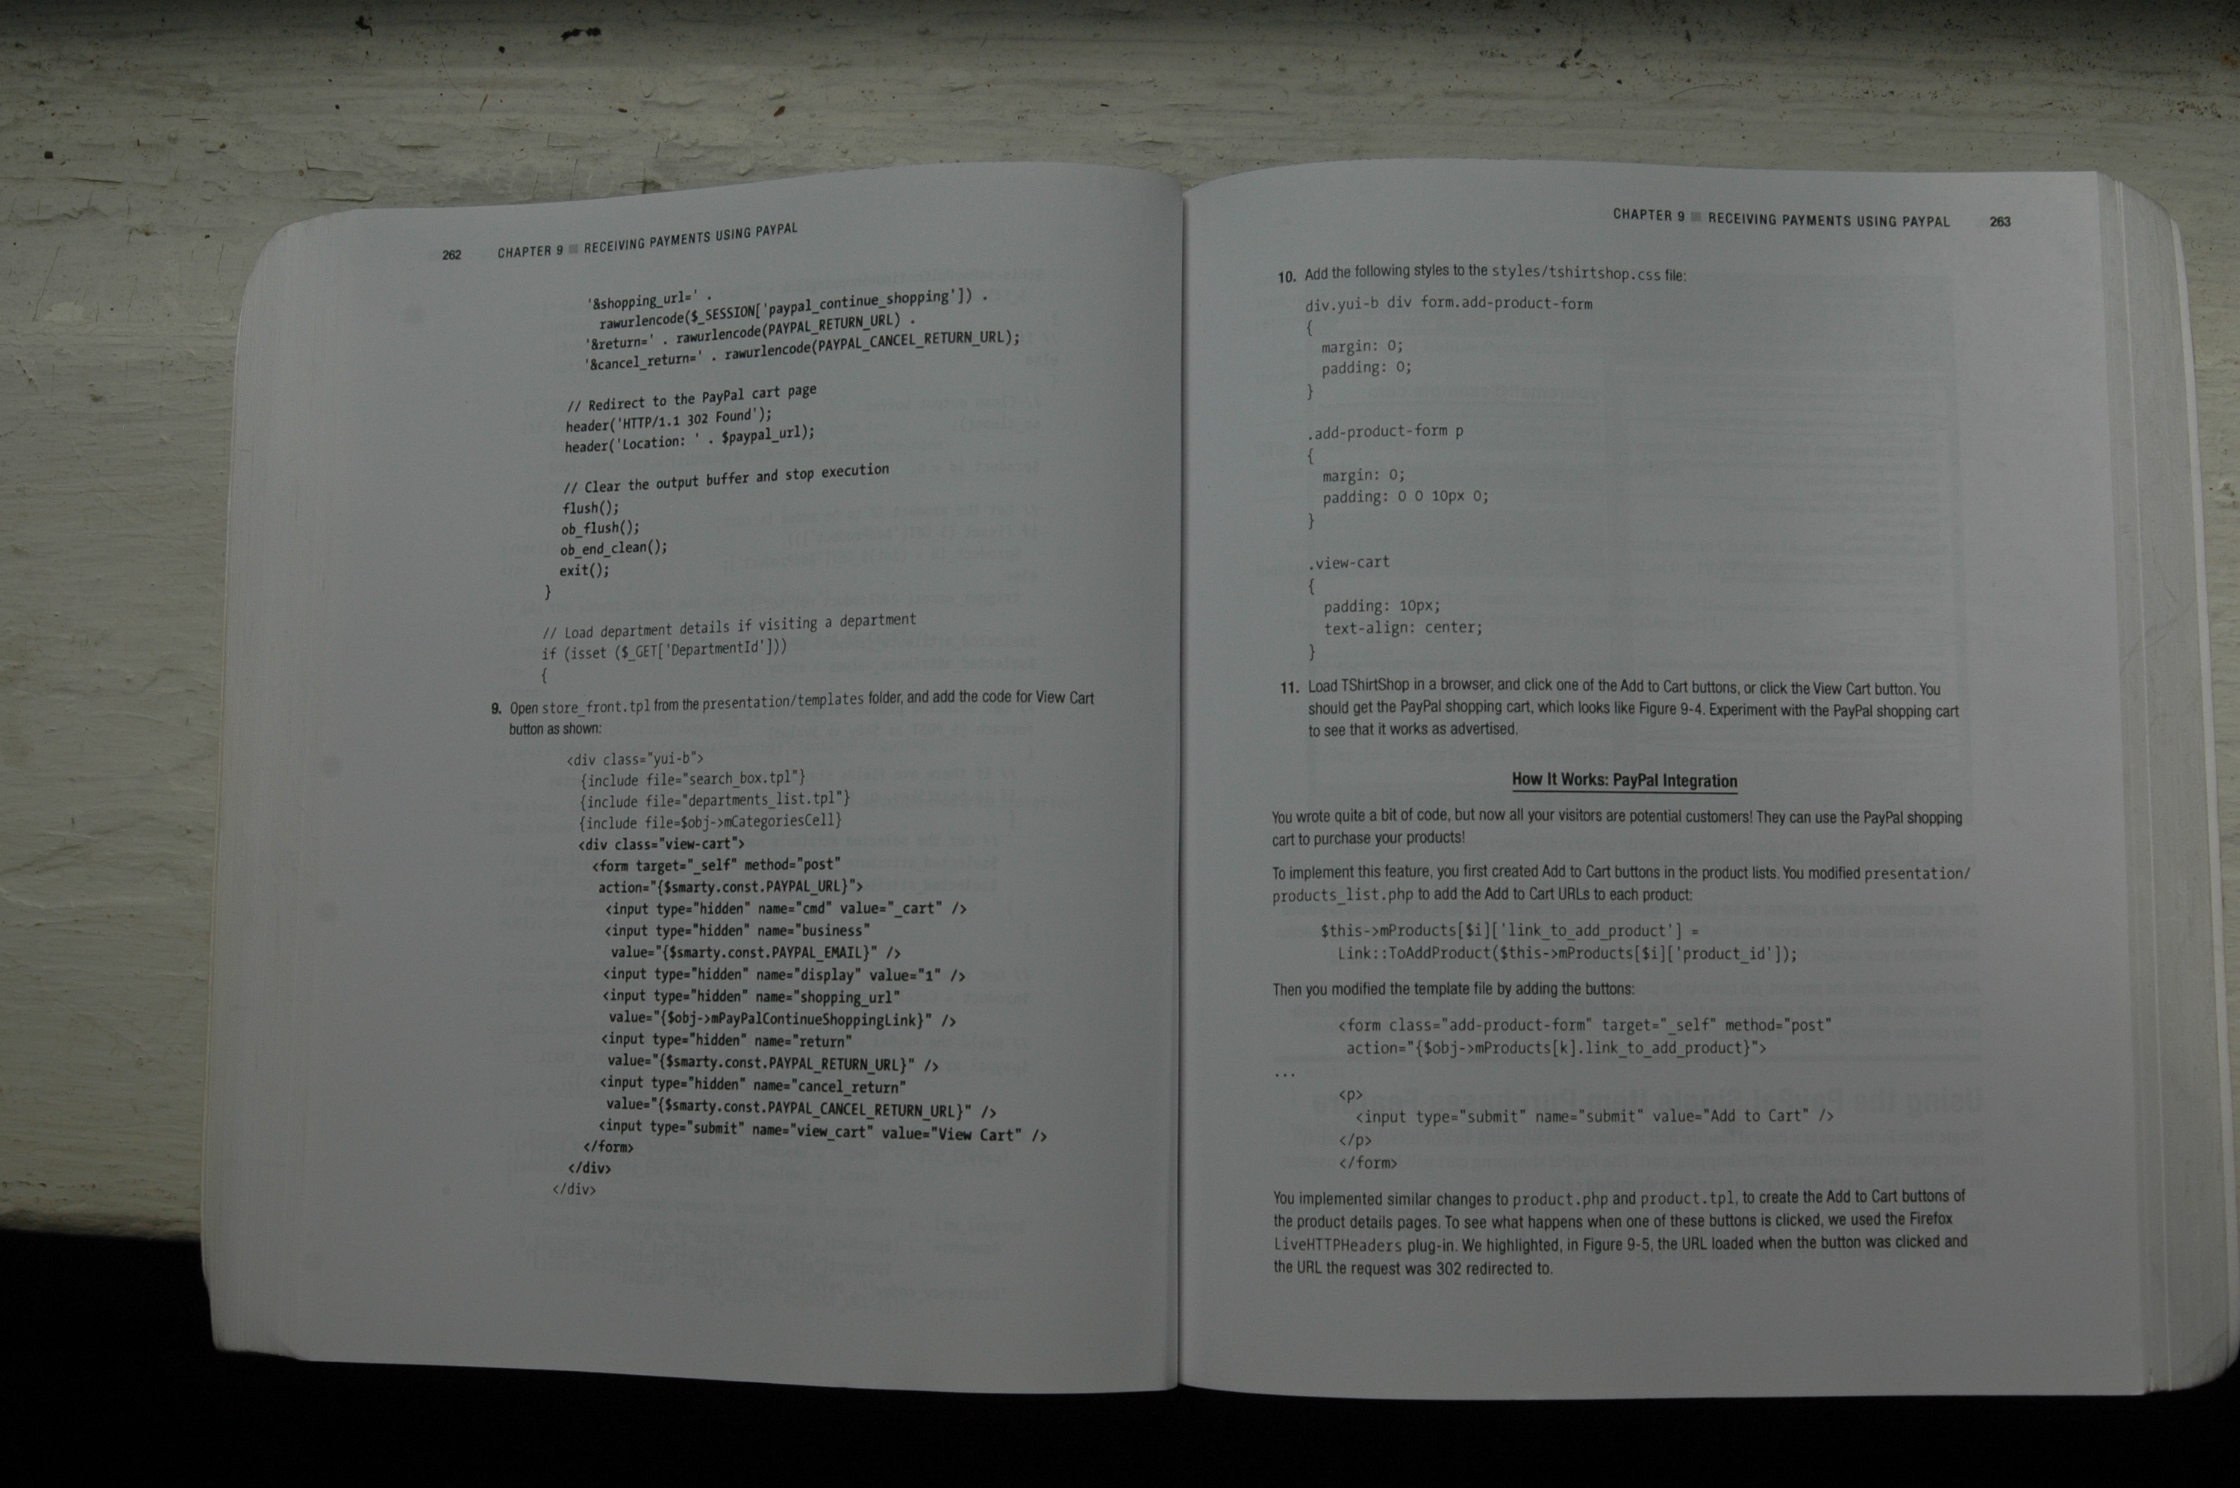 262 CHAPTER 9 ■ RECEIVING PAYMENTS USING PAYPAL
'&shopping_url=' .
rawurlencode($_SESSION['paypal_continue_shopping']) .
'&return=' . rawurlencode(PAYPAL_RETURN_URL) .
'&cancel_return=' . rawurlencode(PAYPAL_CANCEL_RETURN_URL);
// Redirect to the PayPal cart page
header('HTTP/1.1 302 Found');
header('Location: ' . $paypal_url);
// Clear the output buffer and stop execution
flush();
ob_flush();
ob_end_clean();
exit();
}
// Load department details if visiting a department
if (isset ($_GET['DepartmentId']))
{
9. Open store_front.tpl from the presentation/templates folder, and add the code for View Cart
button as shown:
<div class="yui-b">
{include file="search_box.tpl"}
{include file="departments_list.tpl"}
{include file=$obj->mCategoriesCell}
<div class="view-cart">
<form target="_self" method="post"
action="{$smarty.const.PAYPAL_URL}">
<input type="hidden" name="cmd" value="_cart" />
<input type="hidden" name="business"
value="{$smarty.const.PAYPAL_EMAIL}" />
<input type="hidden" name="display" value="1" />
<input type="hidden" name="shopping_url"
value="{$obj->mPayPalContinueShoppingLink}" />
<input type="hidden" name="return"
value="{$smarty.const.PAYPAL_RETURN_URL}" />
<input type="hidden" name="cancel_return"
value="{$smarty.const.PAYPAL_CANCEL_RETURN_URL}" />
<input type="submit" name="view_cart" value="View Cart" />
</form>
</div>
</div>
CHAPTER 9 ■ RECEIVING PAYMENTS USING PAYPAL 263
10. Add the following styles to the styles/tshirtshop.css file:
div.yui-b div form.add-product-form
{
margin: 0;
padding: 0;
}
.add-product-form p
{
margin: 0;
padding: 0 0 10px 0;
}
.view-cart
{
padding: 10px;
text-align: center;
}
11. Load TShirtShop in a browser, and click one of the Add to Cart buttons, or click the View Cart button. You
should get the PayPal shopping cart, which looks like Figure 9-4. Experiment with the PayPal shopping cart
to see that it works as advertised.
How It Works: PayPal Integration
You wrote quite a bit of code, but now all your visitors are potential customers! They can use the PayPal shopping
cart to purchase your products!
To implement this feature, you first created Add to Cart buttons in the product lists. You modified presentation/
products_list.php to add the Add to Cart URLs to each product:
$this->mProducts[$i]['link_to_add_product'] =
Link::ToAddProduct($this->mProducts[$i]['product_id']);
Then you modified the template file by adding the buttons:
<form class="add-product-form" target="_self" method="post"
action="{$obj->mProducts[k].link_to_add_product}">
...
<p>
<input type="submit" name="submit" value="Add to Cart" />
</p>
</form>
You implemented similar changes to product.php and product.tpl, to create the Add to Cart buttons of
the product details pages. To see what happens when one of these buttons is clicked, we used the Firefox
LiveHTTPHeaders plug-in. We highlighted, in Figure 9-5, the URL loaded when the button was clicked and
the URL the request was 302 redirected to.